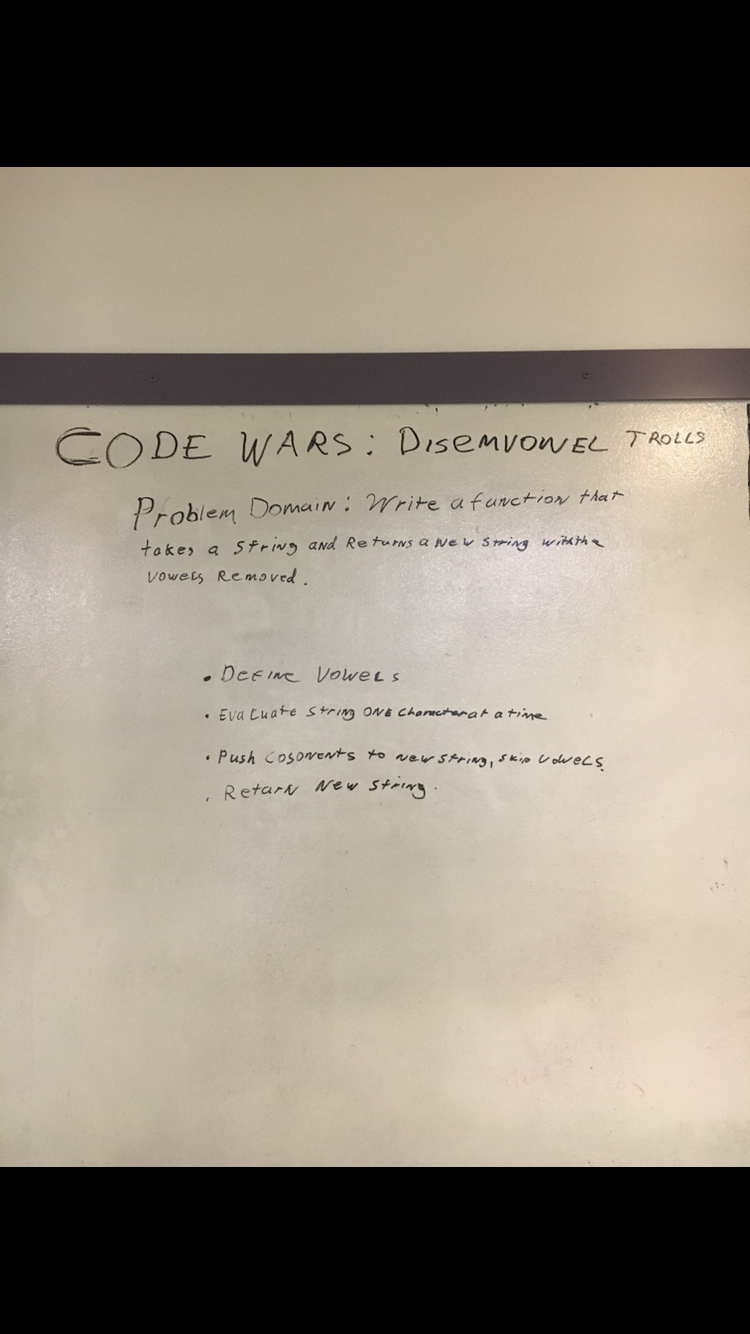 CODE WARS: DISEMVOWEL TROLLS
Problem Domain: Write a function that
takes a string and Returns a New string with the
vowels Removed.
• Define Vowels
• Evaluate string ONE Character at a time
• Push Cosonents to new string, skip vowels.
. Return New string.